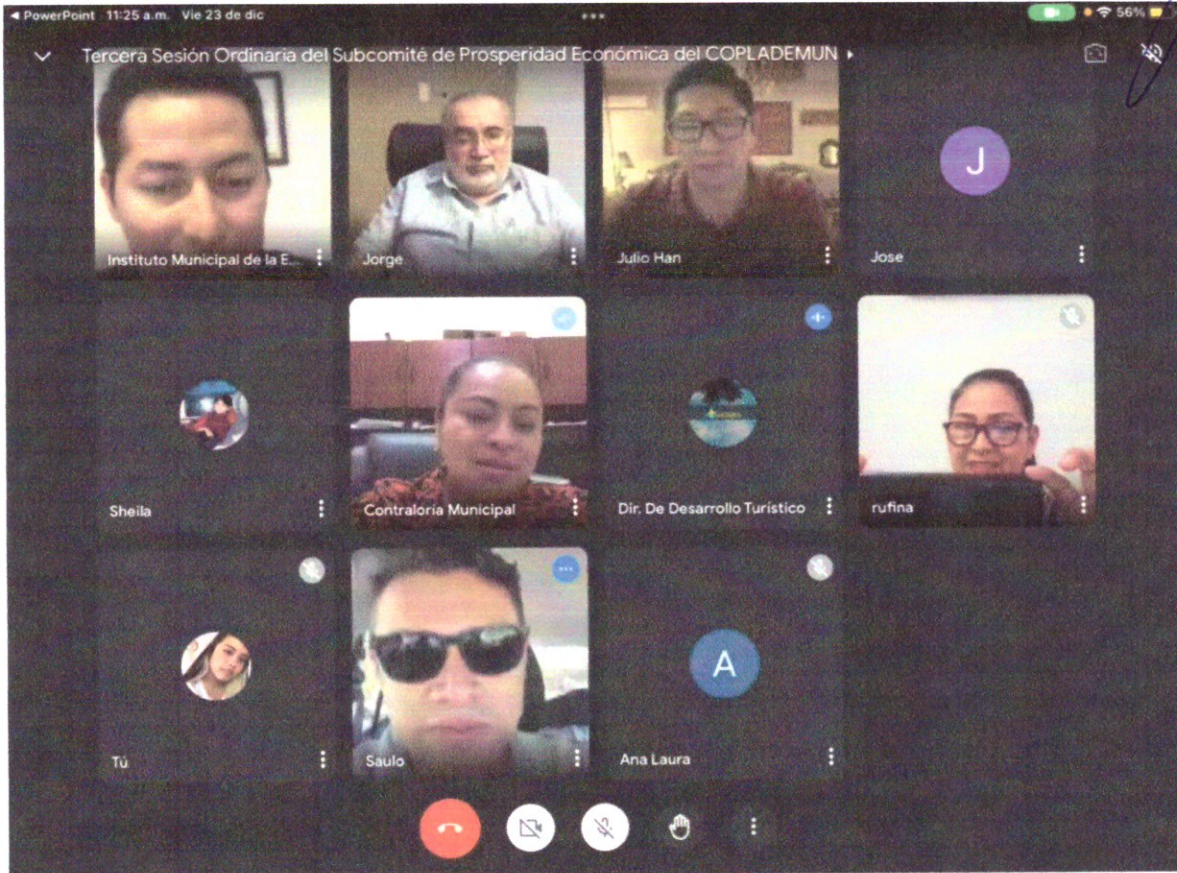 PowerPoint 11:25 a.m. Vie 23 de dic
56%
Tercera Sesión Ordinaria del Subcomité de Prosperidad Económica del COPLADEMUN
Instituto Municipal de la E...
Jorge
Julio Han
J
Jose
Sheila
Contraloría Municipal
Dir. De Desarrollo Turístico
rufina
Tú
Saulo
A
Ana Laura